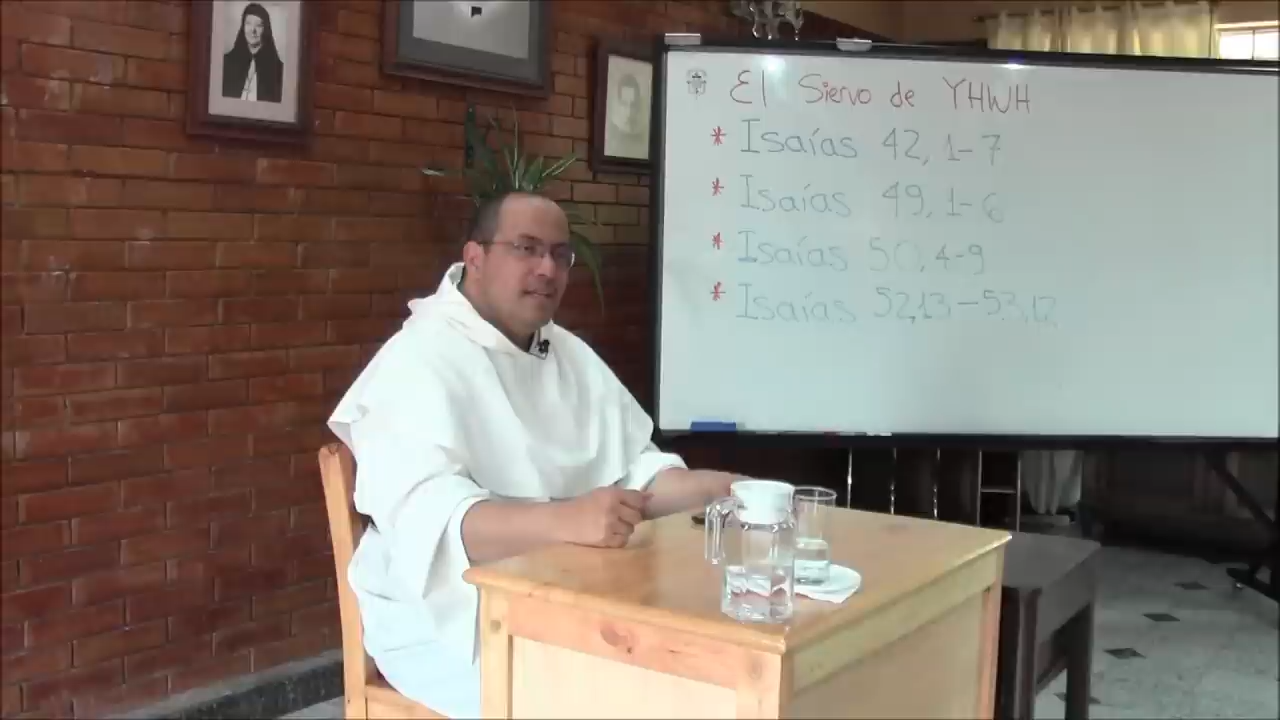 El Siervo de YHWH
* Isaías 42, 1-7
* Isaías 49, 1-6
* Isaías 50, 4-9
* Isaías 52,13-53,12